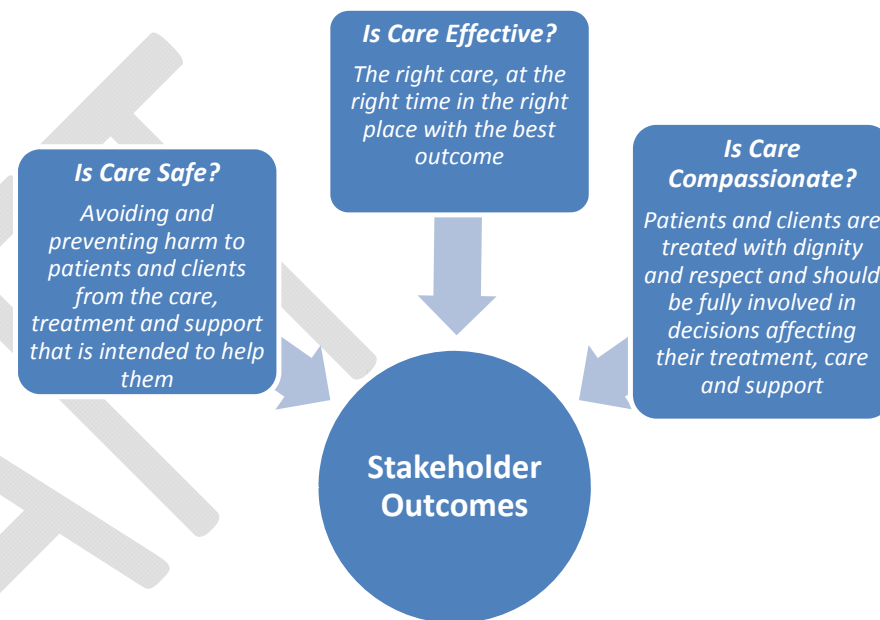 Is Care Effective?
The right care, at the
right time in the right
place with the best
outcome
Is Care Safe?
Avoiding and
preventing harm to
patients and clients
from the care,
treatment and support
that is intended to help
them
Is Care
Compassionate?
Patients and clients are
treated with dignity
and respect and should
be fully involved in
decisions affecting
their treatment, care
and support
Stakeholder
Outcomes